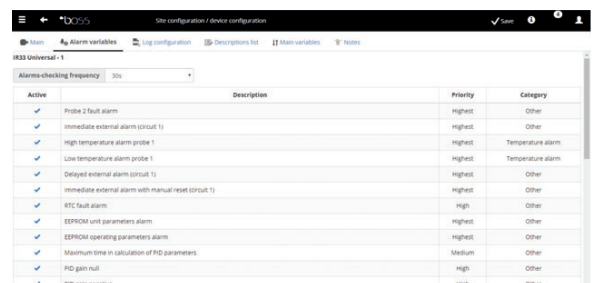 boss
Site configuration / device configuration
Save
4
Main
Alarm variables
Log configuration
Descriptions list
Main variables
Notes
IR33 Universal - 1
Alarms-checking frequency 30s
Active Description Priority Category
Probe 2 fault alarm Highest Other
Immediate external alarm (circuit 1) Highest Other
High temperature alarm probe 1 Highest Temperature alarm
Low temperature alarm probe 1 Highest Temperature alarm
Delayed external alarm (circuit 1) Highest Other
Immediate external alarm with manual reset (circuit 1) Highest Other
RTC fault alarm High Other
EEPROM unit parameters alarm Highest Other
EEPROM operating parameters alarm Highest Other
Maximum time in calculation of PID parameters Medium Other
PID gain null High Other